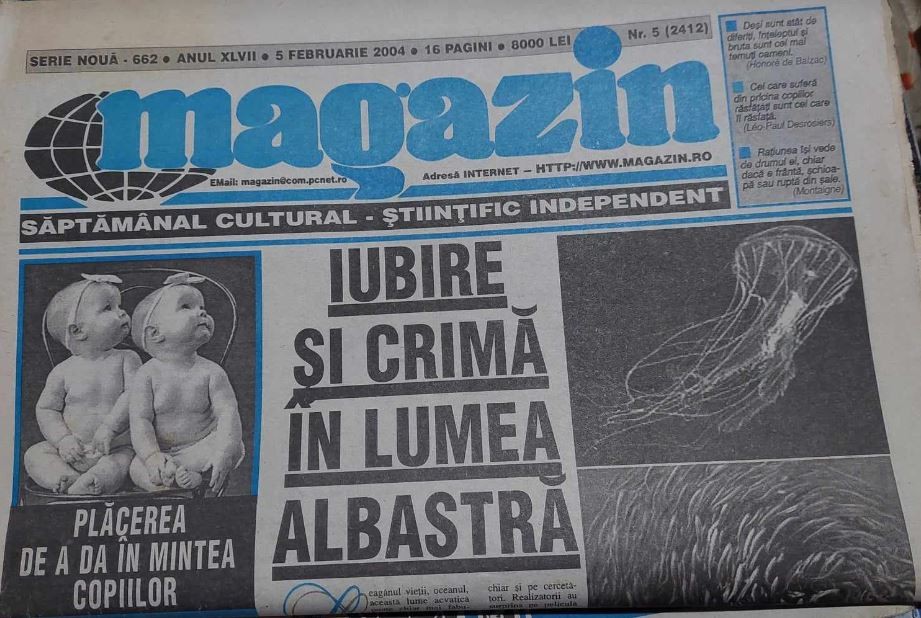 SERIE NOUĂ - 662 ● ANUL XLVII ● 5 FEBRUARIE 2004 ● 16 PAGINI ● 8000 LEI
Nr. 5 (2412)
magazin
EMail: magazin@com.pcnet.ro
Adresă INTERNET – HTTP://WWW.MAGAZIN.RO
SĂPTĂMÂNAL CULTURAL - ŞTIINŢIFIC INDEPENDENT
Deşi sunt atât de
diferiţi, înţeleptul şi
bruta sunt cei mai
temuţi oameni.
(Honoré de Balzac)
Cei care suferă
din pricina copiilor
răsfăţaţi sunt cei care
îi răsfaţă.
(Léo-Paul Desrosiers)
Raţiunea îşi vede
de drumul ei, chiar
dacă e frântă, şchioa-
pă sau ruptă din şale.
(Montaigne)
PLĂCEREA
DE A DA ÎN MINTEA
COPIILOR
IUBIRE
ŞI CRIMĂ
ÎN LUMEA
ALBASTRĂ
eagănul vieţii, oceanul,
această lume acvatică
chiar şi pe cercetă-
tori. Realizatorii au
surprins pe peliculă